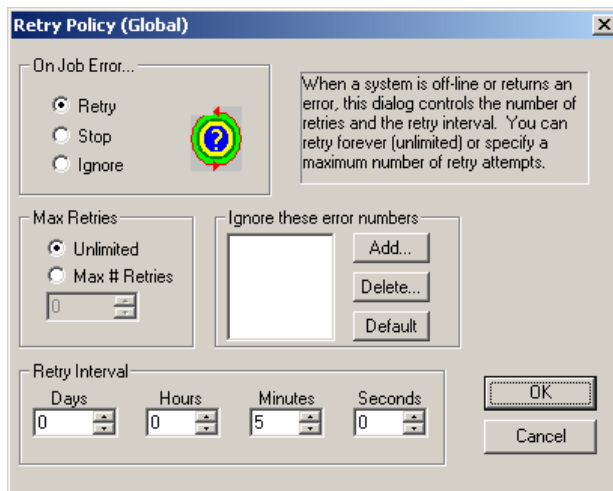 Retry Policy (Global)
On Job Error...
Retry
Stop
Ignore
When a system is off-line or returns an
error, this dialog controls the number of
retries and the retry interval. You can
retry forever (unlimited) or specify a
maximum number of retry attempts.
Max Retries
Unlimited
Max # Retries
0
Ignore these error numbers
Add...
Delete...
Default
Retry Interval
Days Hours Minutes Seconds
0 0 5 0
OK
Cancel